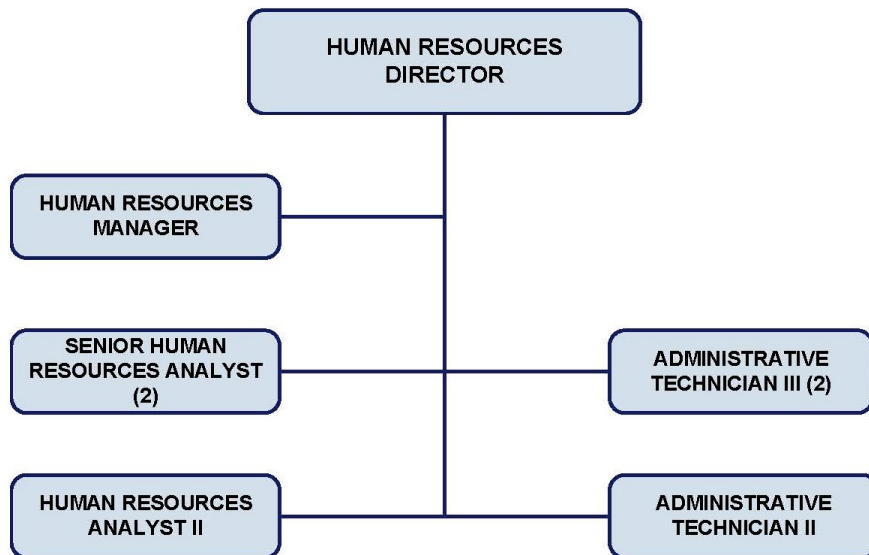 HUMAN RESOURCES
DIRECTOR
HUMAN RESOURCES
MANAGER
SENIOR HUMAN
RESOURCES ANALYST
(2)
ADMINISTRATIVE
TECHNICIAN III (2)
HUMAN RESOURCES
ANALYST II
ADMINISTRATIVE
TECHNICIAN II